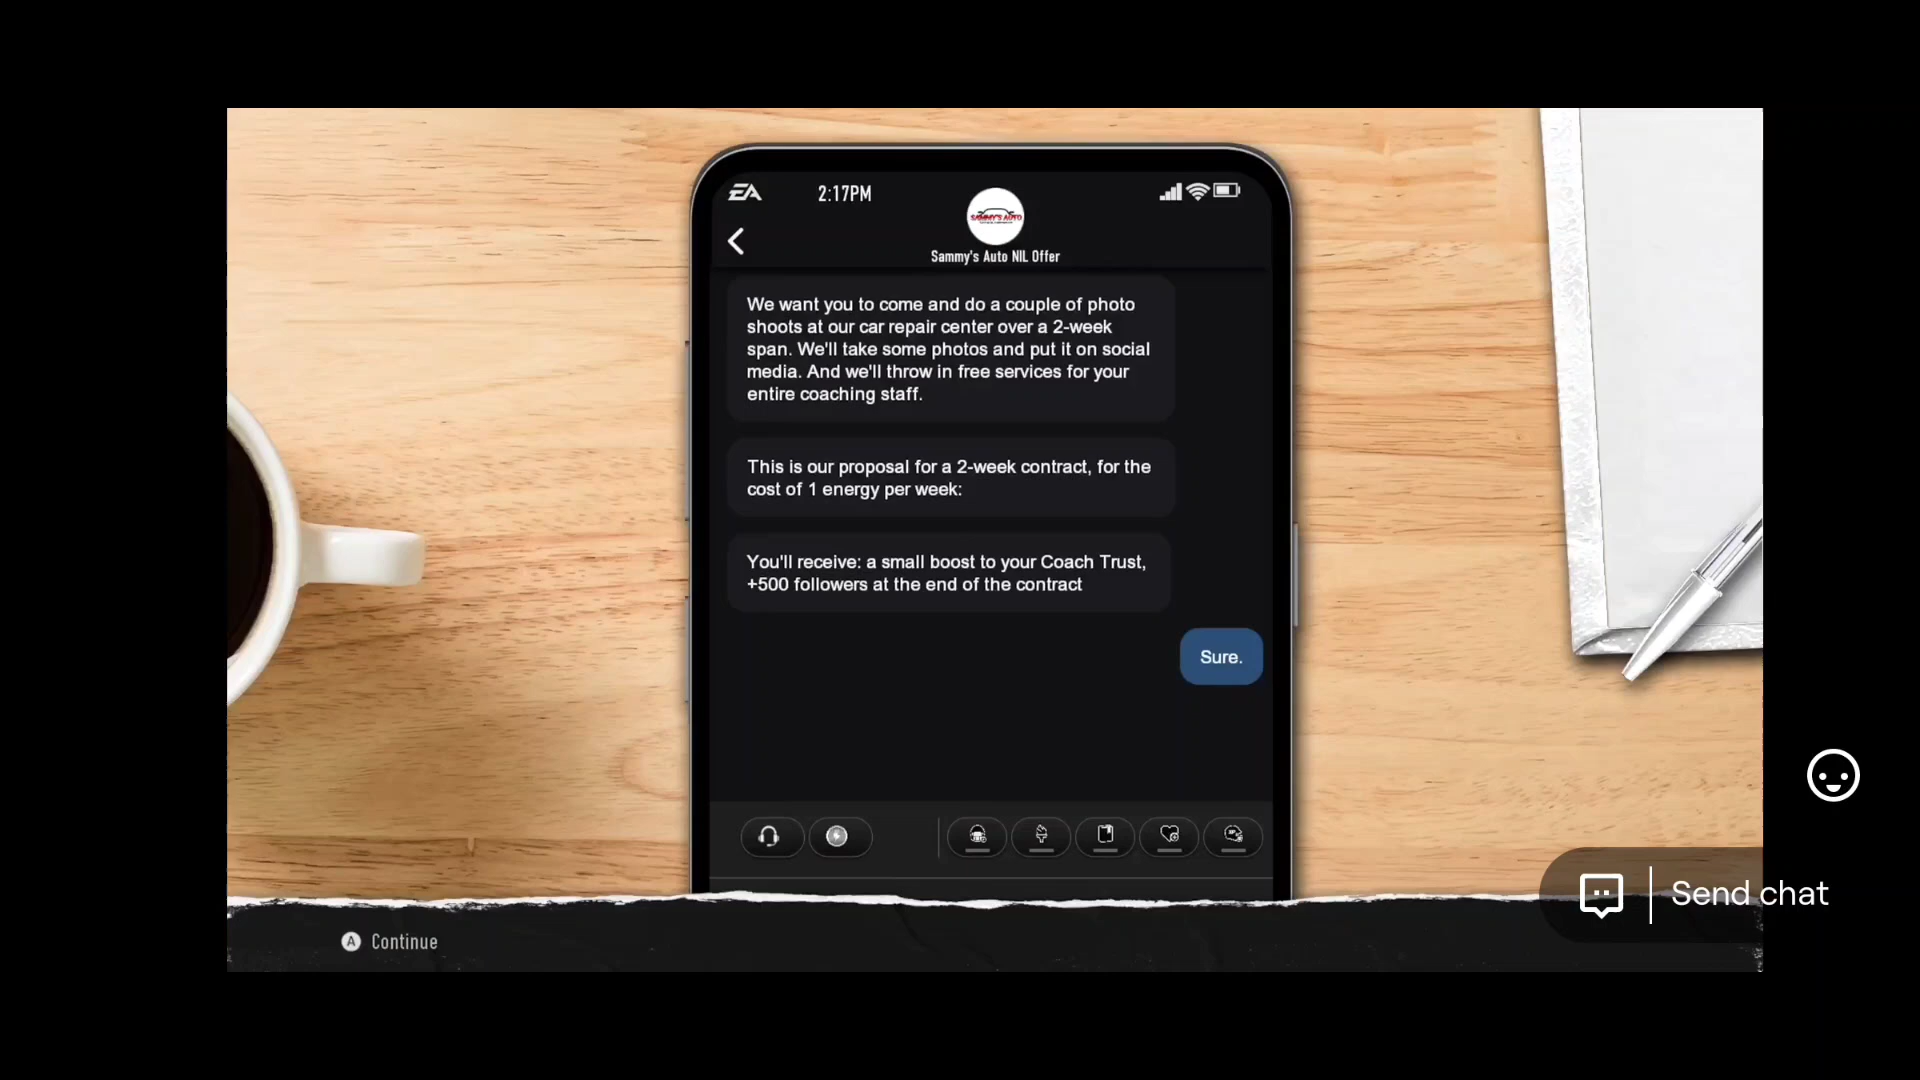 EA
2:17PM
SAMMY'S AUTO
Sammy's Auto NIL Offer
We want you to come and do a couple of photo
shoots at our car repair center over a 2-week
span. We'll take some photos and put it on social
media. And we'll throw in free services for your
entire coaching staff.
This is our proposal for a 2-week contract, for the
cost of 1 energy per week:
You'll receive: a small boost to your Coach Trust,
+500 followers at the end of the contract
Sure.
Send chat
A Continue